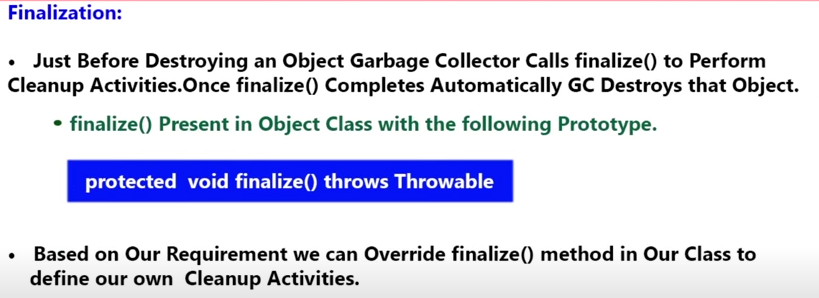 Finalization:
• Just Before Destroying an Object Garbage Collector Calls finalize() to Perform
Cleanup Activities.Once finalize() Completes Automatically GC Destroys that Object.
• finalize() Present in Object Class with the following Prototype.
protected void finalize() throws Throwable
• Based on Our Requirement we can Override finalize() method in Our Class to
define our own Cleanup Activities.